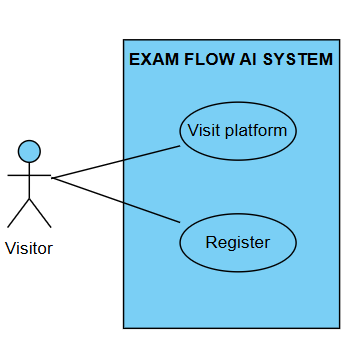 EXAM FLOW AI SYSTEM
Visit platform
Register
Visitor